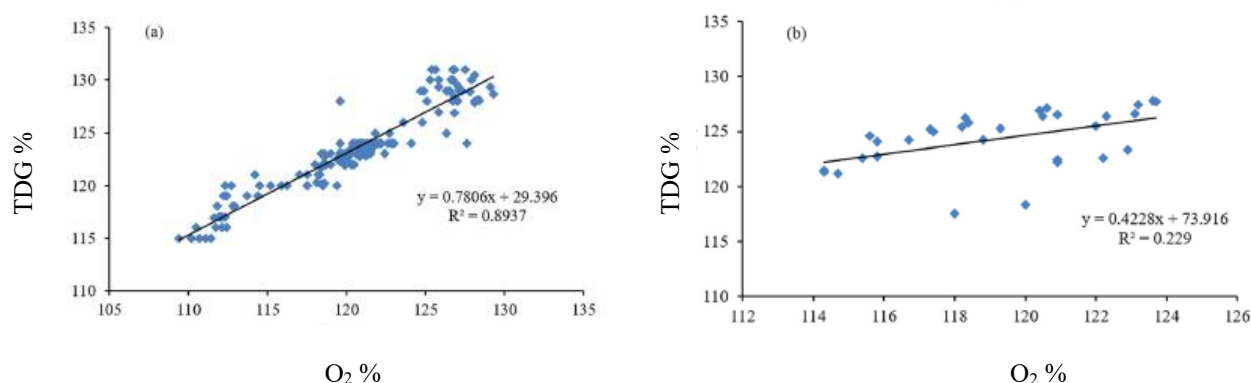 (a)
TDG %
135
130
125
120
115
110
y = 0.7806x + 29.396
R² = 0.8937
105 110 115 120 125 130 135
O₂ %
(b)
TDG %
135
130
125
120
115
110
y = 0.4228x + 73.916
R² = 0.229
112 114 116 118 120 122 124 126
O₂ %